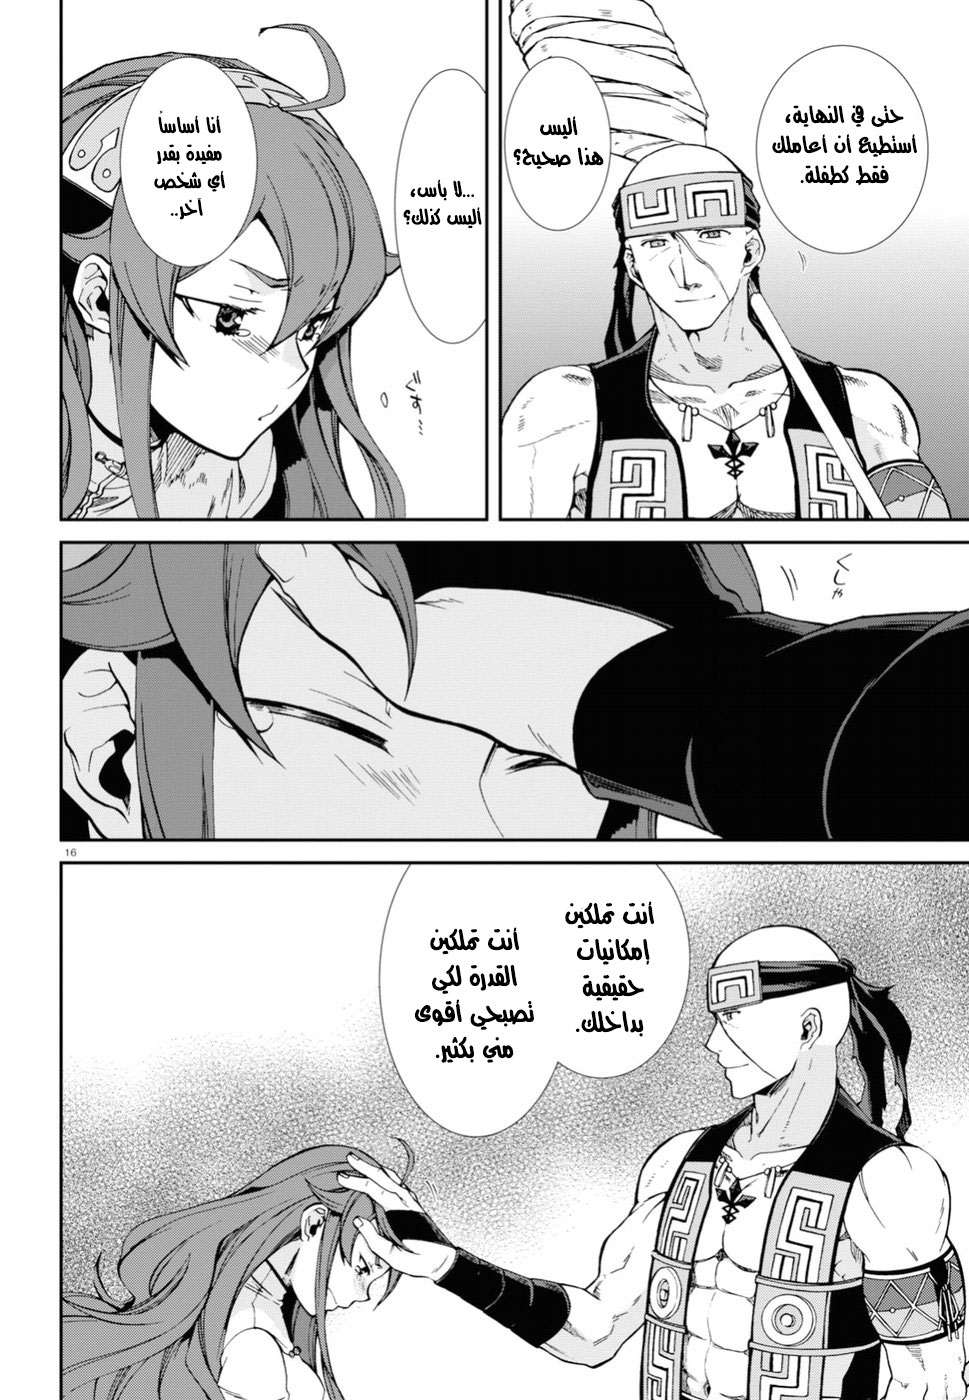 حتى في النهاية،
أستطيع أن أعاملك
فقط كطفلة.
أليس
هذا صحيح؟
...لا بأس،
أليس كذلك؟
أنا أساساً
مفيدة بقدر
أي شخص
آخر..
16
أنت تملكين
إمكانيات
حقيقية
بداخلك.
أنت تملكين
القدرة لكي
تصبحي أقوى
مني بكثير.